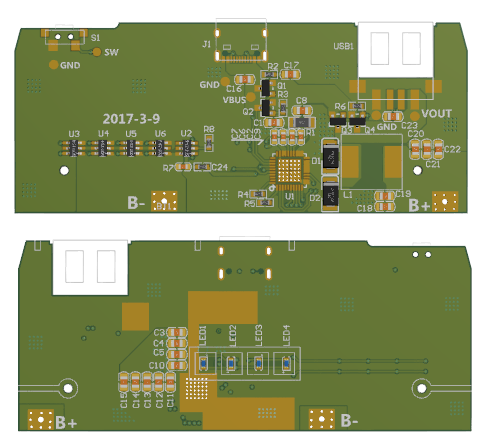 S1
SW
GND
J1
GND
C16
VBUS
R2
C17
Q1
R3
Q2
USB1
R6
C8
VOUT
GND
C23
Q3
Q4
2017-3-9
C1
R1
U3
U4
U5
U6
U2
R8
R7
C24
C20
C22
C21
D1
U1
R4
R5
D2
L1
C19
C18
B-
B+
LED1
LED2
LED3
LED4
C3
C4
C5
C10
C15
C14
C13
C12
C11
B+
B-